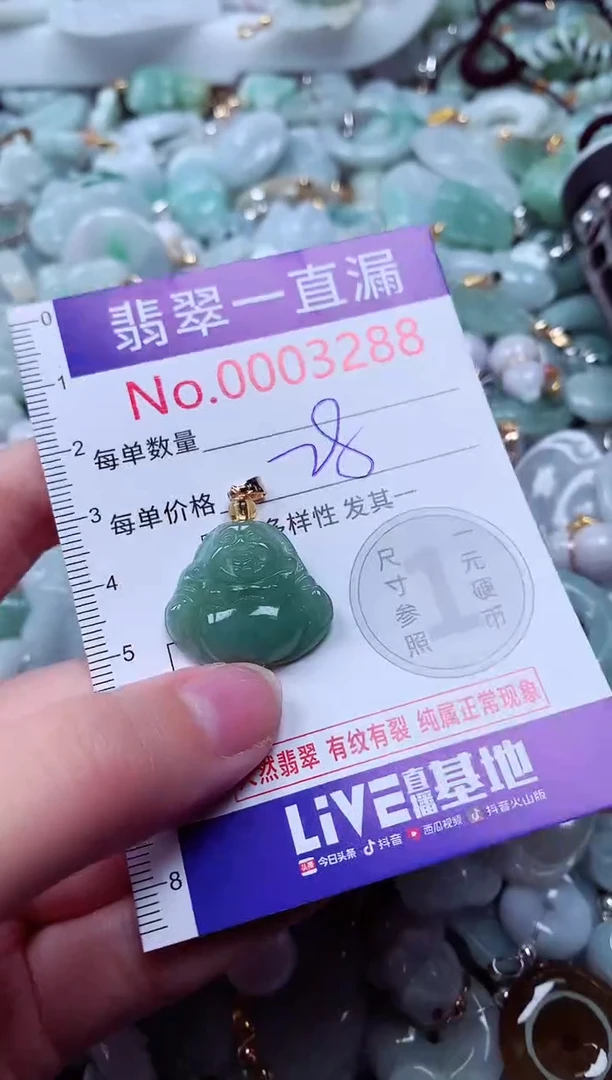 翡翠一直漏
No.0003288
每单数量
28
每单价格
多样性 发其一
0
1
2
3
4
5
8
尺寸参照
1
一元硬币
然翡翠 有纹有裂 纯属正常现象
LiVE直播基地
头条 今日头条 抖音 西瓜视频 抖音火山版